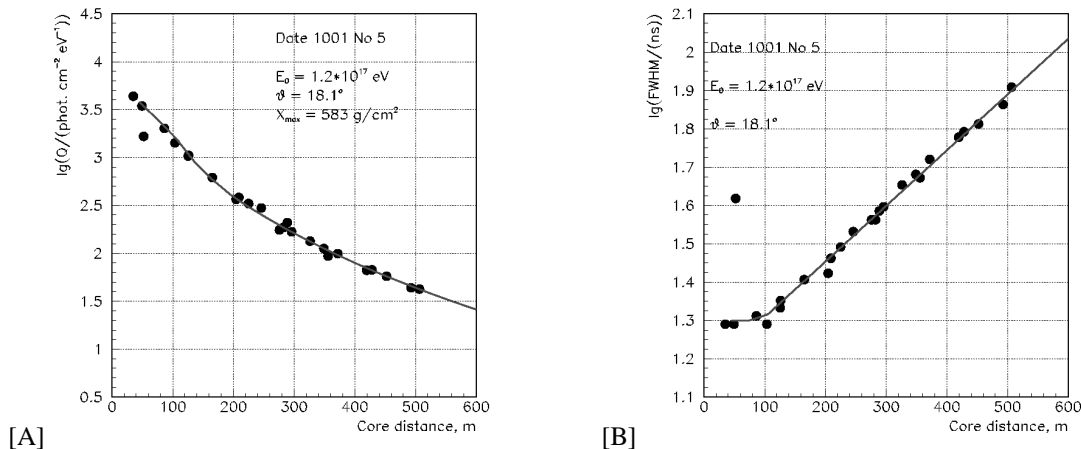 4.5
4
3.5
3
2.5
2
1.5
1
0.5
0 100 200 300 400 500 600
lg(Q/(phot. cm⁻² eV⁻¹))
Date 1001 No 5
E₀ = 1.2*10¹⁷ eV
ϑ = 18.1°
Xmax = 583 g/cm²
Core distance, m
[A]
2.1
2
1.9
1.8
1.7
1.6
1.5
1.4
1.3
1.2
1.1
0 100 200 300 400 500 600
lg(FWHM/(ns)
Date 1001 No 5
E₀ = 1.2*10¹⁷ eV
ϑ = 18.1°
Core distance, m
[B]